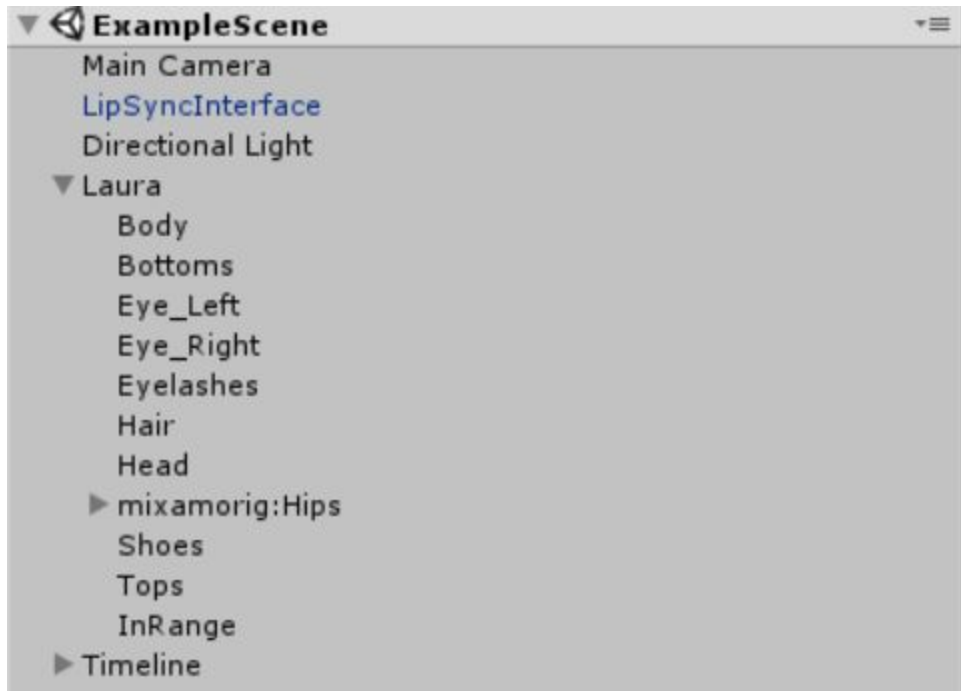 ExampleScene
Main Camera
LipSyncInterface
Directional Light
Laura
Body
Bottoms
Eye_Left
Eye_Right
Eyelashes
Hair
Head
mixamorig:Hips
Shoes
Tops
InRange
Timeline